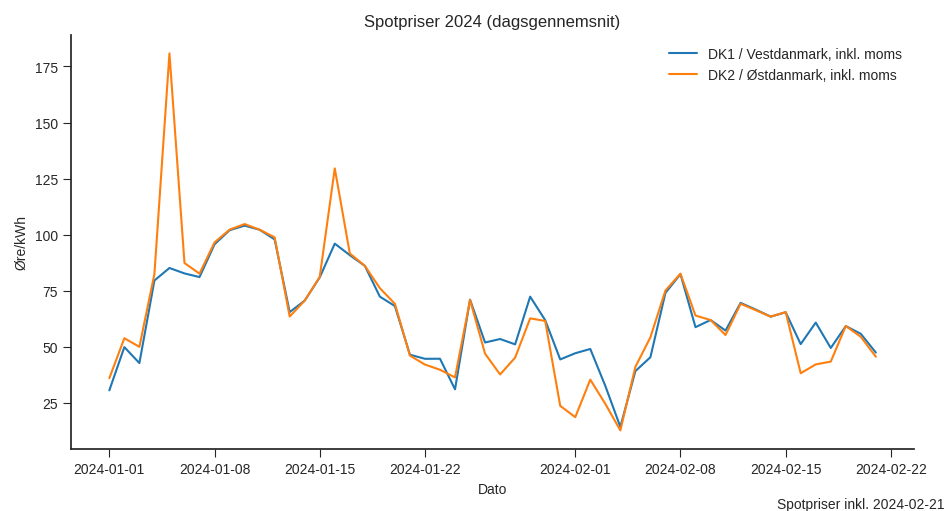 Spotpriser 2024 (dagsgennemsnit)
DK1 / Vestdanmark, inkl. moms
DK2 / Østdanmark, inkl. moms
Øre/kWh
175
150
125
100
75
50
25
2024-01-01
2024-01-08
2024-01-15
2024-01-22
2024-02-01
2024-02-08
2024-02-15
2024-02-22
Dato
Spotpriser inkl. 2024-02-21